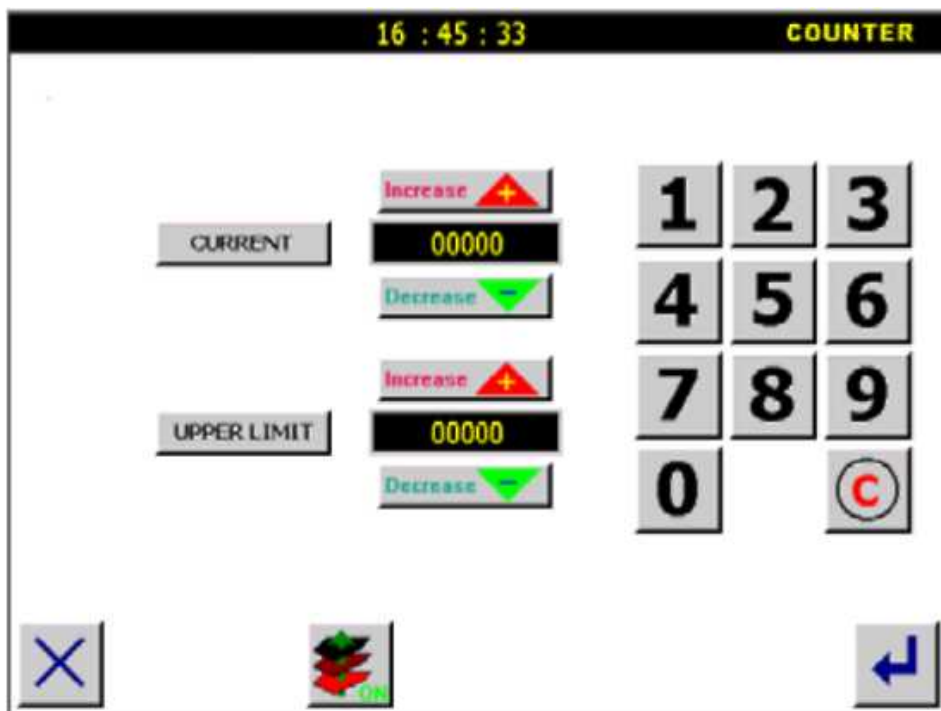 16 : 45 : 33 COUNTER
Increase +
CURRENT 00000
Decrease -
Increase +
UPPER LIMIT 00000
Decrease -
1 2 3
4 5 6
7 8 9
0 C
ON